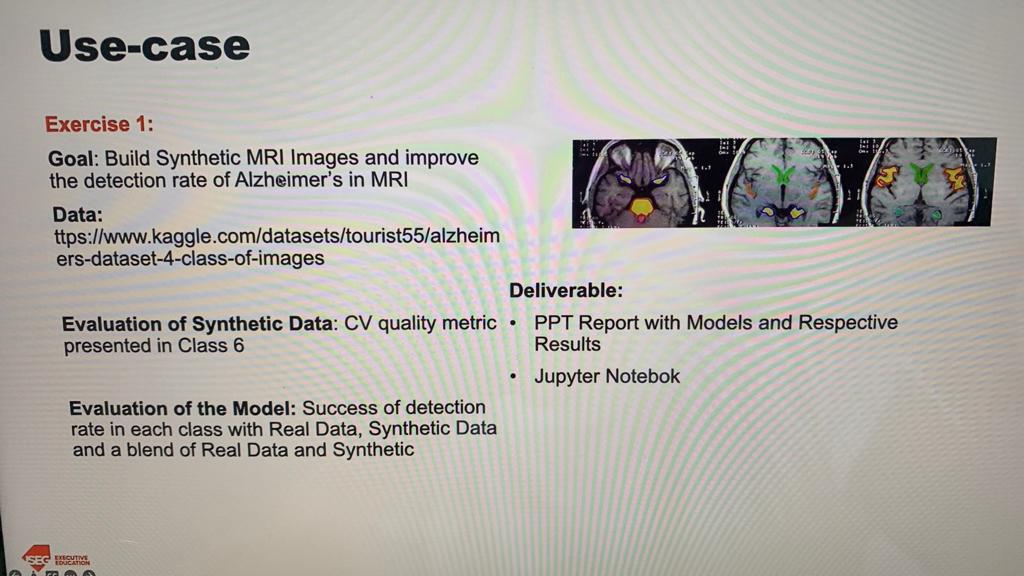 Use-case
Exercise 1:
Goal: Build Synthetic MRI Images and improve
the detection rate of Alzheimer's in MRI
Data:
ttps://www.kaggle.com/datasets/tourist55/alzheim
ers-dataset-4-class-of-images
Evaluation of Synthetic Data: CV quality metric
presented in Class 6
Evaluation of the Model: Success of detection
rate in each class with Real Data, Synthetic Data
and a blend of Real Data and Synthetic
Deliverable:
• PPT Report with Models and Respective
Results
• Jupyter Notebok
ISEG EXECUTIVE
EDUCATION